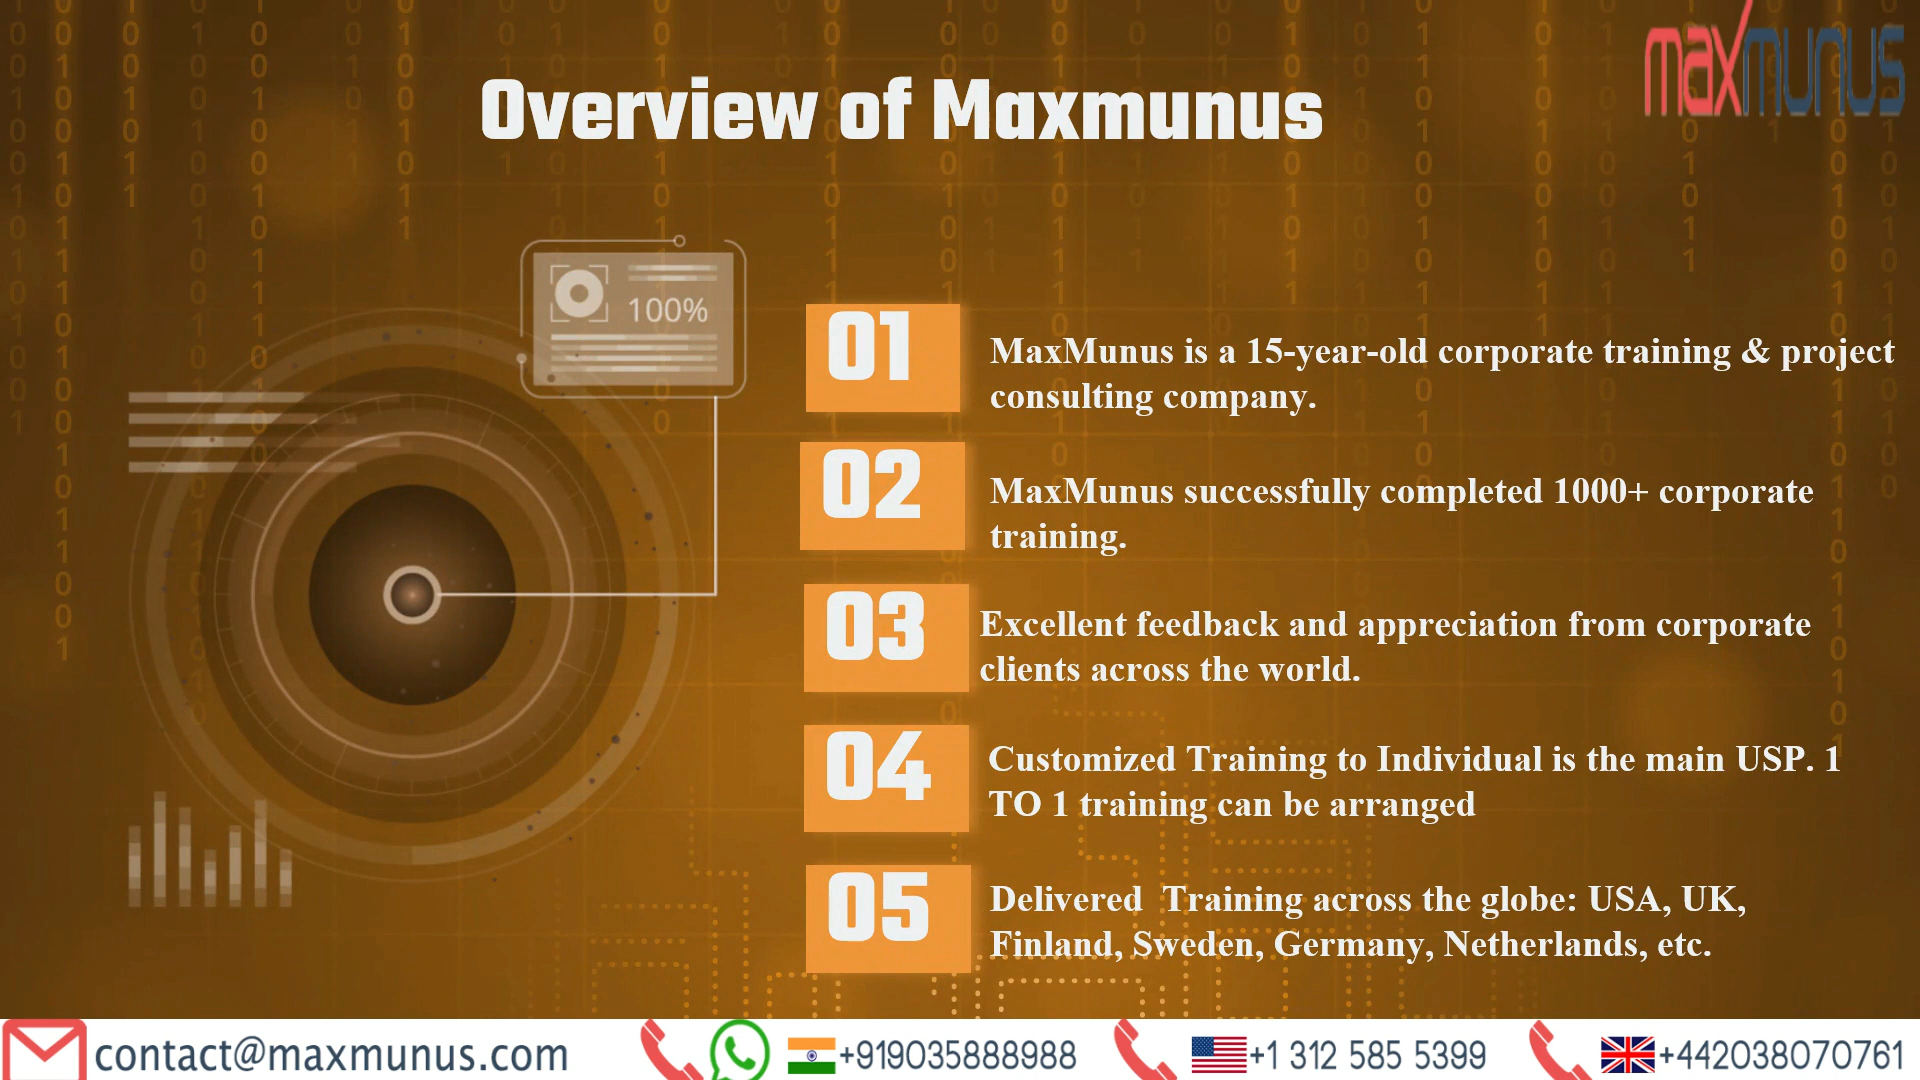 maxmunus
Overview of Maxmunus
100%
01
MaxMunus is a 15-year-old corporate training & project
consulting company.
02
MaxMunus successfully completed 1000+ corporate
training.
03
Excellent feedback and appreciation from corporate
clients across the world.
04
Customized Training to Individual is the main USP. 1
TO 1 training can be arranged
05
Delivered  Training across the globe: USA, UK,
Finland, Sweden, Germany, Netherlands, etc.
contact@maxmunus.com +919035888988 +1 312 585 5399 +442038070761